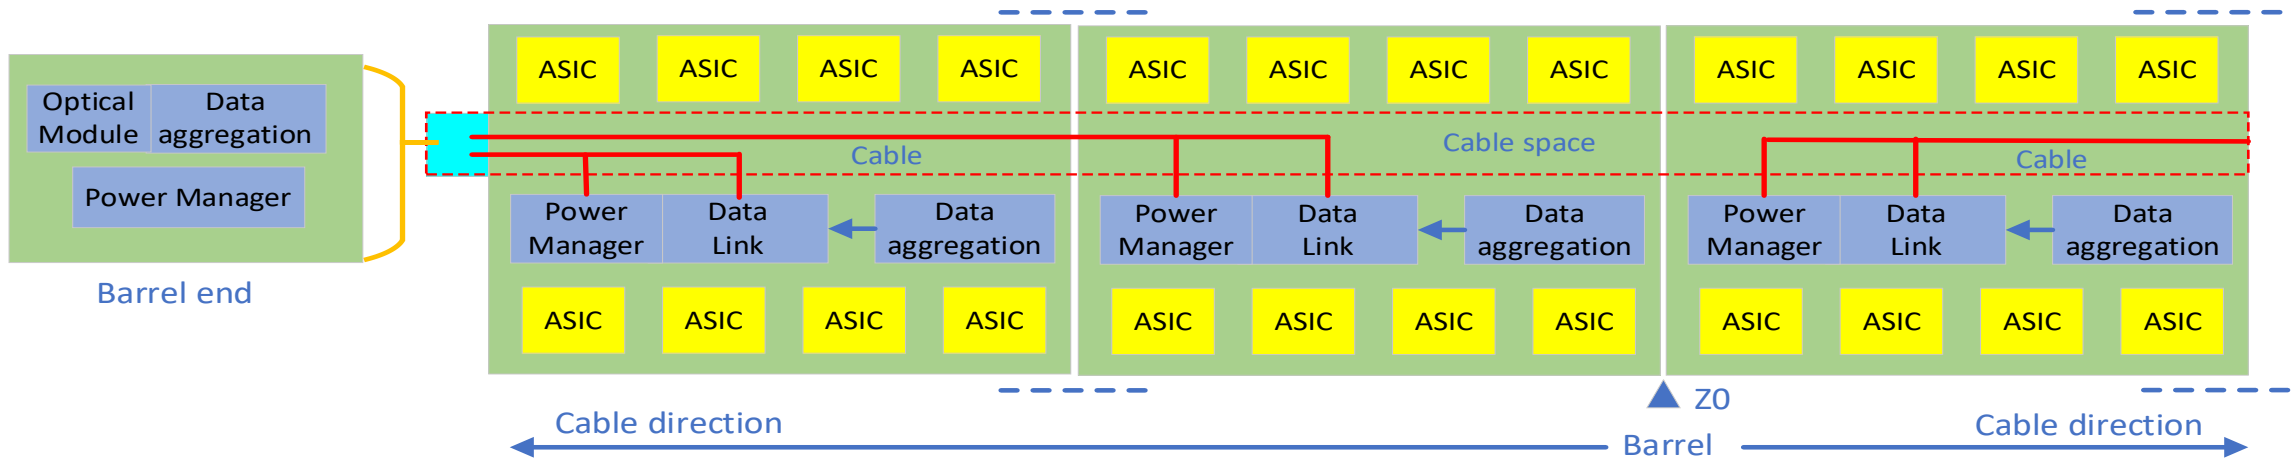 Optical
Module
Data
aggregation
Power Manager
Barrel end
ASIC ASIC ASIC ASIC
Cable
Power
Manager
Data
Link
Data
aggregation
ASIC ASIC ASIC ASIC
ASIC ASIC ASIC ASIC
Cable space
Power
Manager
Data
Link
Data
aggregation
ASIC ASIC ASIC ASIC
ASIC ASIC ASIC ASIC
Cable
Power
Manager
Data
Link
Data
aggregation
ASIC ASIC ASIC ASIC
Z0
Cable direction
Barrel
Cable direction